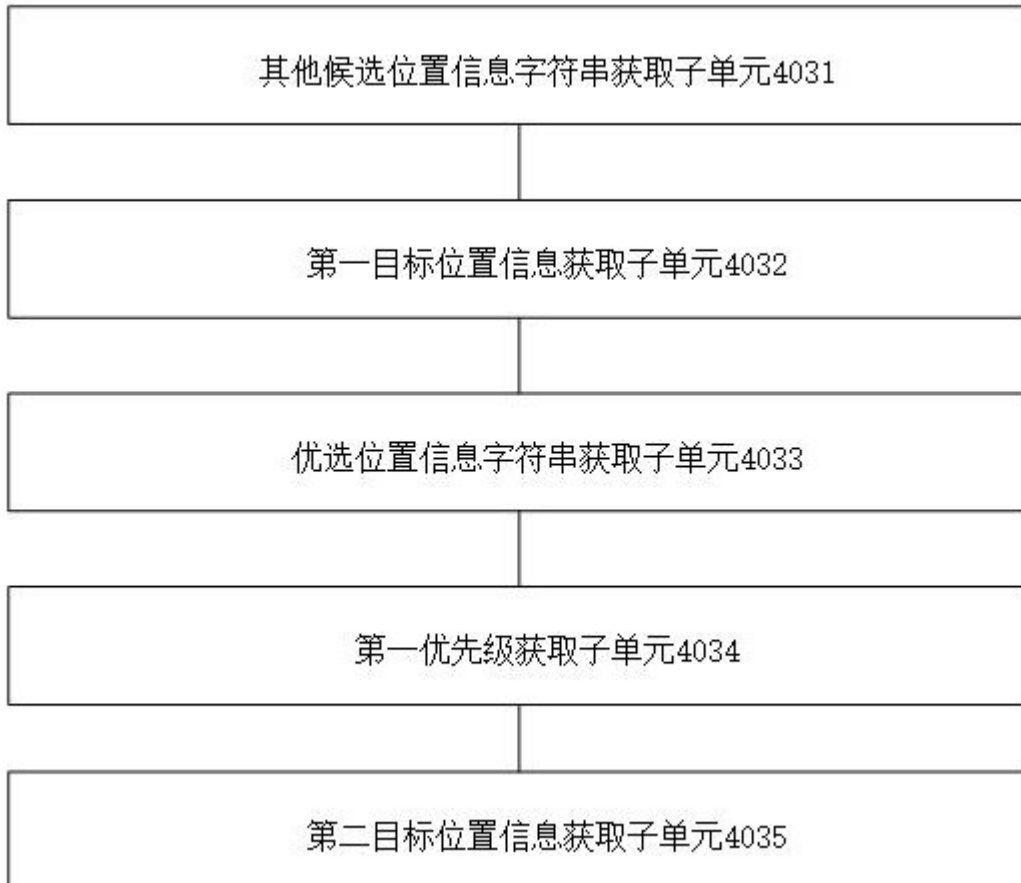 其他候选位置信息字符串获取子单元4031
第一目标位置信息获取子单元4032
优选位置信息字符串获取子单元4033
第一优先级获取子单元4034
第二目标位置信息获取子单元4035